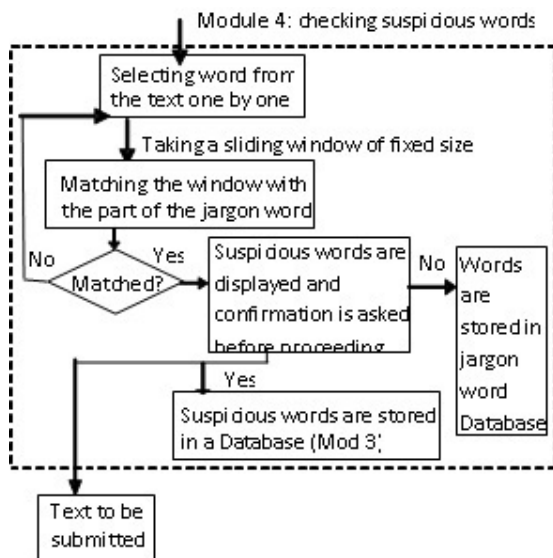 Module 4: checking suspicious words
Selecting word from
the text one by one
Taking a sliding window of fixed size
Matching the window with
the part of the jargon word
No
Yes
Matched?
Suspicious words are
displayed and
confirmation is asked
before proceeding
No
Words
are
stored in
jargon
word
Database
Yes
Suspicious words are stored
in a Database (Mod 3)
Text to be
submitted